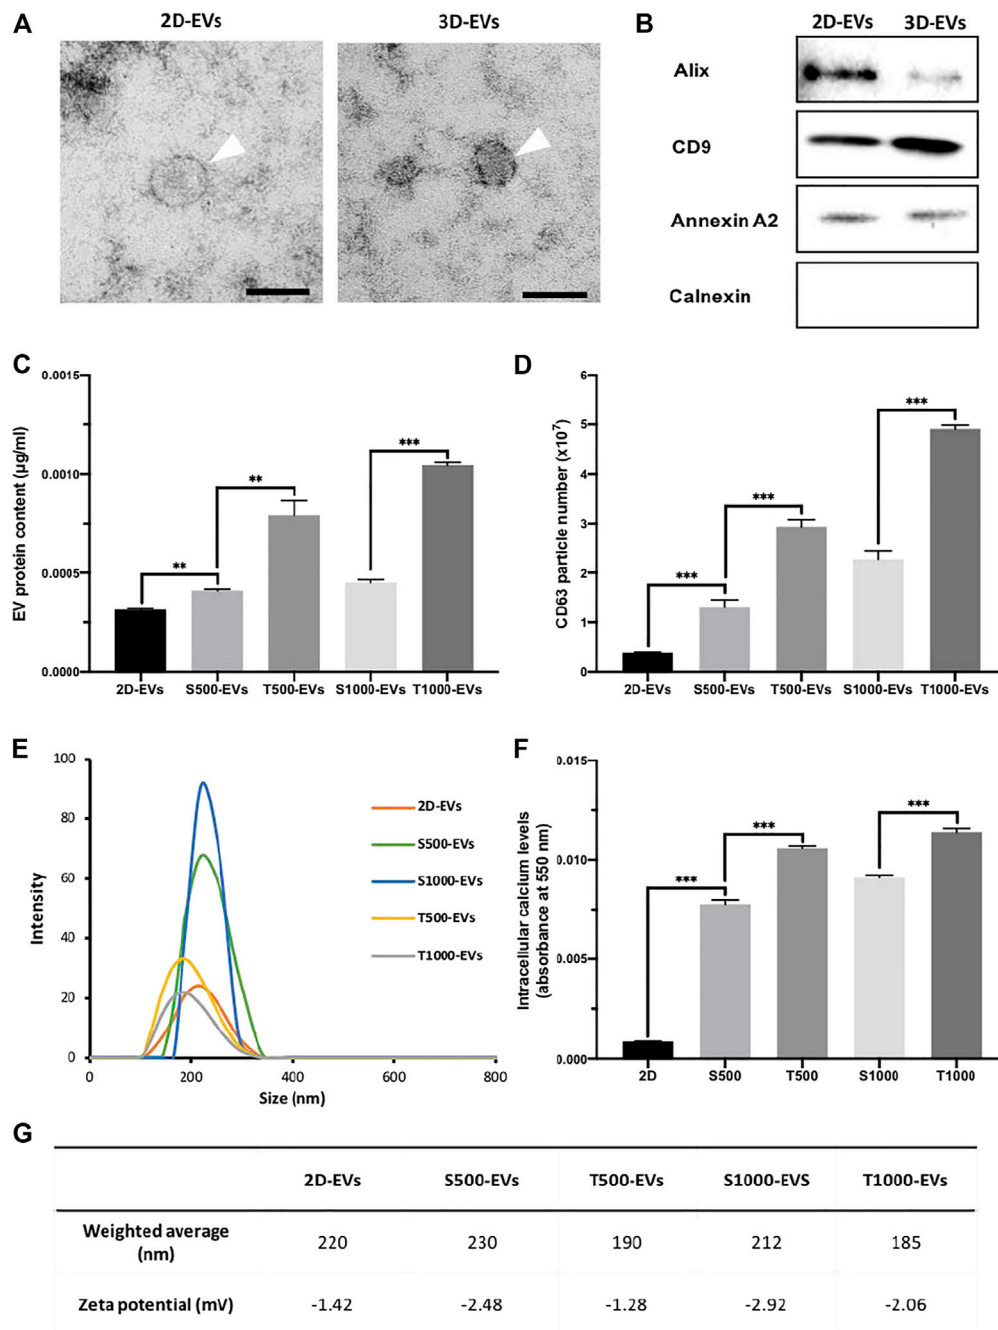 A
2D-EVs
3D-EVs
B
2D-EVs
3D-EVs
Alix
CD9
Annexin A2
Calnexin
C
EV protein content (µg/ml)
0.0015
0.0010
0.0005
0.0000
**
**
***
2D-EVs
S500-EVs
T500-EVs
S1000-EVs
T1000-EVs
D
CD63 particle number (x10⁷)
6
5
4
3
2
1
0
***
***
***
2D-EVs
S500-EVs
T500-EVs
S1000-EVs
T1000-EVs
E
Intensity
100
80
60
40
20
0
0
200
400
600
800
Size (nm)
2D-EVs
S500-EVs
S1000-EVs
T500-EVs
T1000-EVs
F
Intracellular calcium levels
(absorbance at 550 nm)
0.015
0.010
0.005
0.000
***
***
***
2D
S500
T500
S1000
T1000
G
2D-EVs
S500-EVs
T500-EVs
S1000-EVS
T1000-EVs
Weighted average
(nm)
220
230
190
212
185
Zeta potential (mV)
-1.42
-2.48
-1.28
-2.92
-2.06